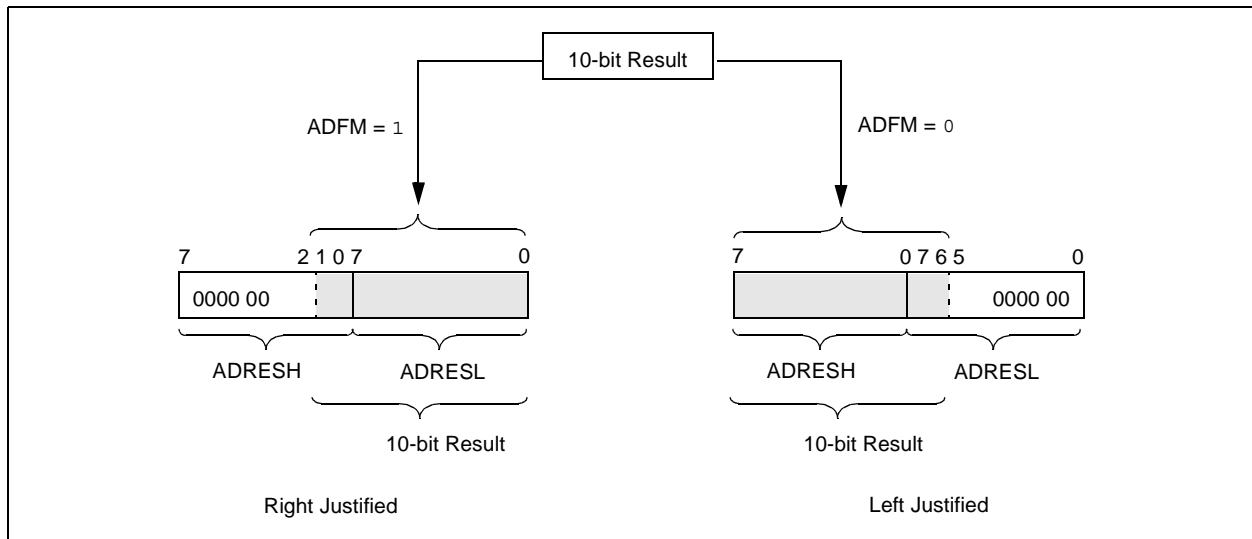 10-bit Result
ADFM = 1
ADFM = 0
7 2 1 0 7 0
7 0 7 6 5 0
0000 00
0000 00
ADRESH ADRESL
ADRESH ADRESL
10-bit Result
10-bit Result
Right Justified
Left Justified